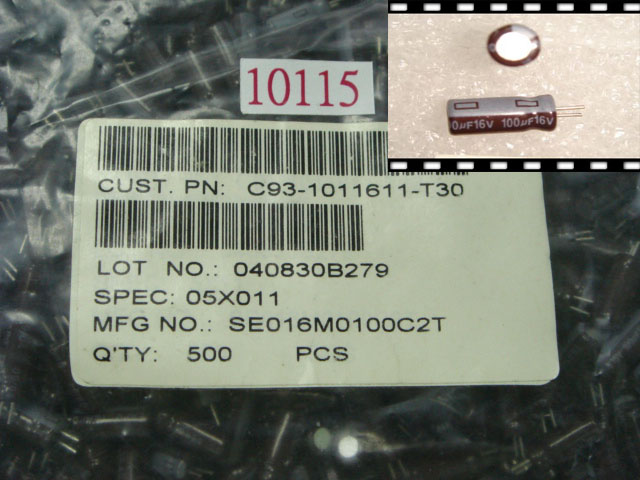 10115
0µF16V 100µF16V
CUST. PN: C93-1011611-T30
LOT NO.: 040830B279
SPEC: 05X011
MFG NO.: SE016M0100C2T
Q'TY: 500 PCS